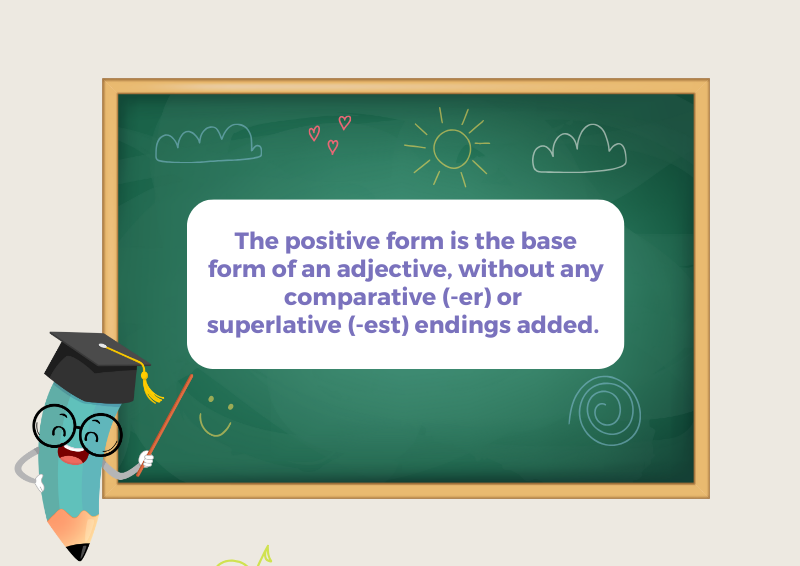 The positive form is the base
form of an adjective, without any
comparative (-er) or
superlative (-est) endings added.